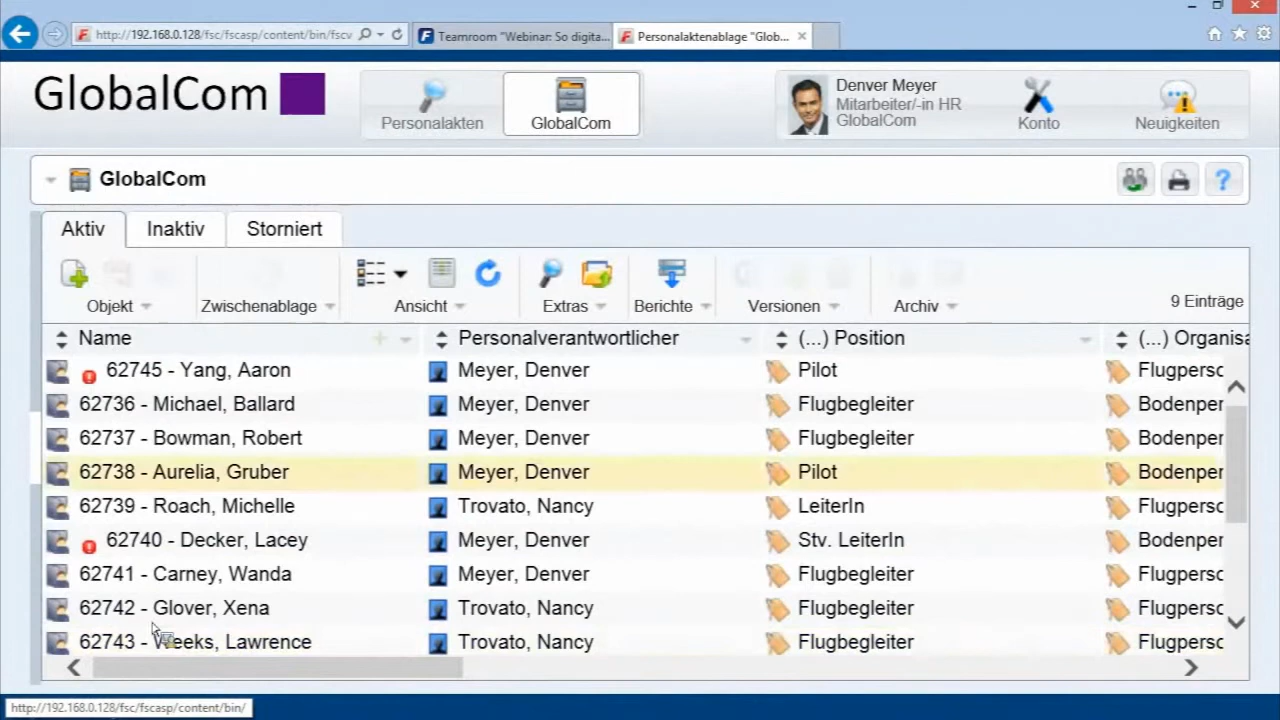 http://192.168.0.128/fsc/fscasp/content/bin/fscv
Teamroom "Webinar: So digita...
Personalaktenablage "Glob...
GlobalCom
Personalakten
GlobalCom
Denver Meyer
Mitarbeiter/-in HR
GlobalCom
Konto
Neuigkeiten
GlobalCom
Aktiv
Inaktiv
Storniert
Objekt
Zwischenablage
Ansicht
Extras
Berichte
Versionen
Archiv
9 Einträge
Name Personalverantwortlicher (...) Position (...) Organisa
62745 - Yang, Aaron Meyer, Denver Pilot Flugperso
62736 - Michael, Ballard Meyer, Denver Flugbegleiter Bodenper
62737 - Bowman, Robert Meyer, Denver Flugbegleiter Bodenper
62738 - Aurelia, Gruber Meyer, Denver Pilot Bodenper
62739 - Roach, Michelle Trovato, Nancy LeiterIn Flugperso
62740 - Decker, Lacey Meyer, Denver Stv. LeiterIn Bodenper
62741 - Carney, Wanda Meyer, Denver Flugbegleiter Flugperso
62742 - Glover, Xena Trovato, Nancy Flugbegleiter Flugperso
62743 - Weeks, Lawrence Trovato, Nancy Flugbegleiter Flugperso
http://192.168.0.128/fsc/fscasp/content/bin/